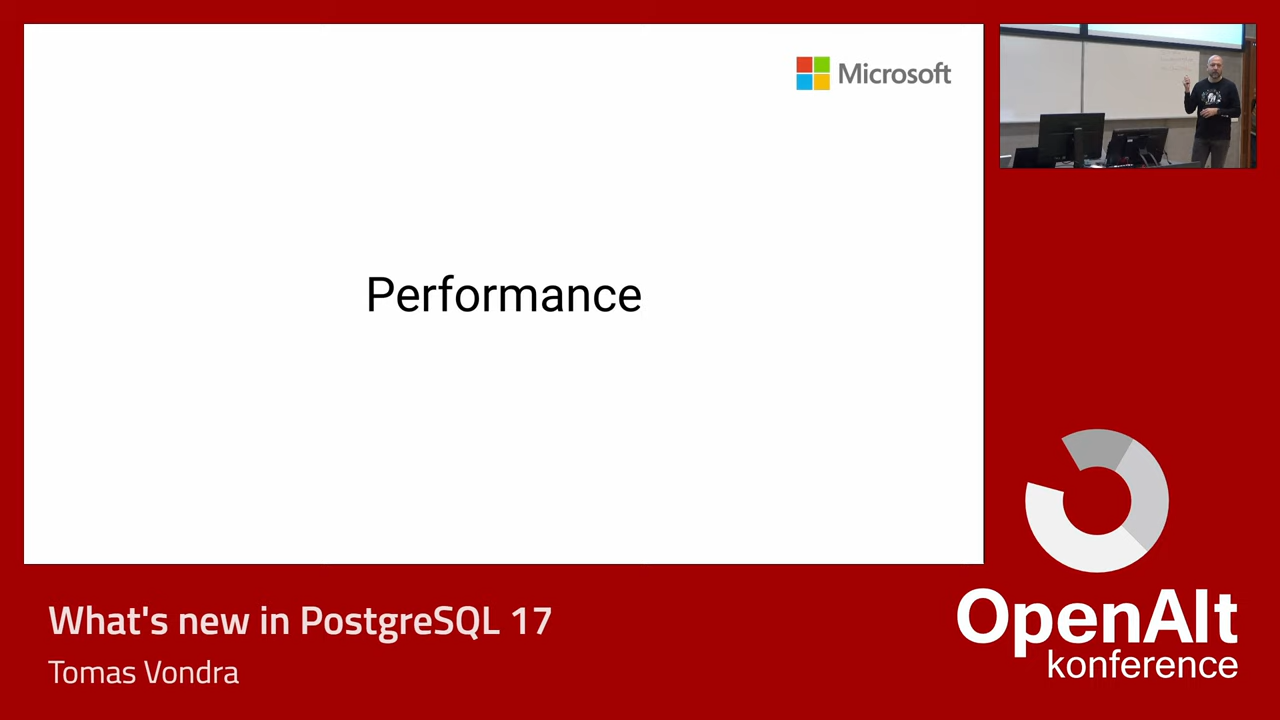 Microsoft
Performance
What's new in PostgreSQL 17
Tomas Vondra
OpenAlt
konference